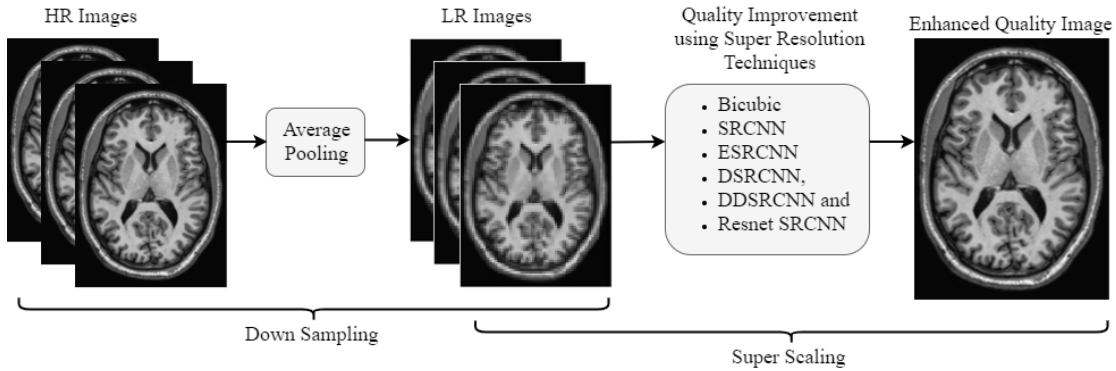 HR Images
LR Images
Quality Improvement
using Super Resolution
Techniques
Enhanced Quality Image
Average
Pooling
• Bicubic
• SRCNN
• ESRCNN
• DSRCNN,
• DDSRCNN and
• Resnet SRCNN
Down Sampling
Super Scaling